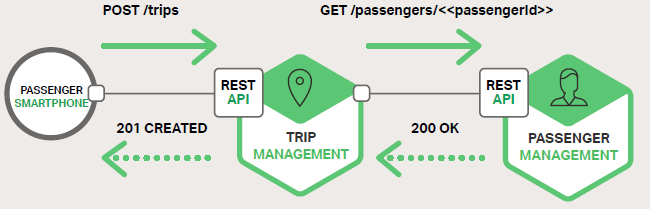 POST /trips
GET /passengers/<<passengerId>>
PASSENGER
SMARTPHONE
REST
API
REST
API
201 CREATED
TRIP
MANAGEMENT
200 OK
PASSENGER
MANAGEMENT